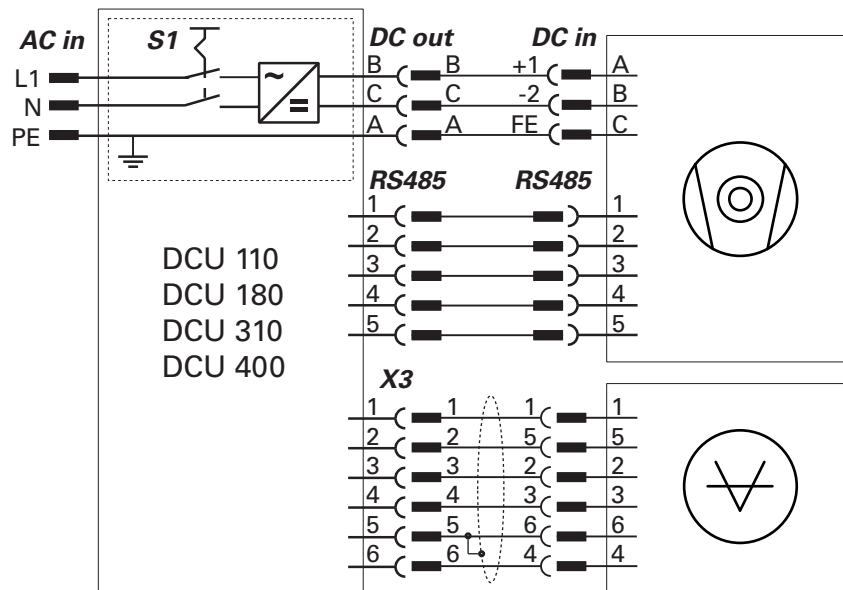 AC in S1 DC out DC in
L1 B B +1 A
N C C -2 B
PE A A FE C
RS485 RS485
1 1
2 2
3 3
4 4
5 5
DCU 110
DCU 180
DCU 310
DCU 400
X3
1 1 1 1
2 2 5 5
3 3 2 2
4 4 3 3
5 5 6 6
6 6 4 4